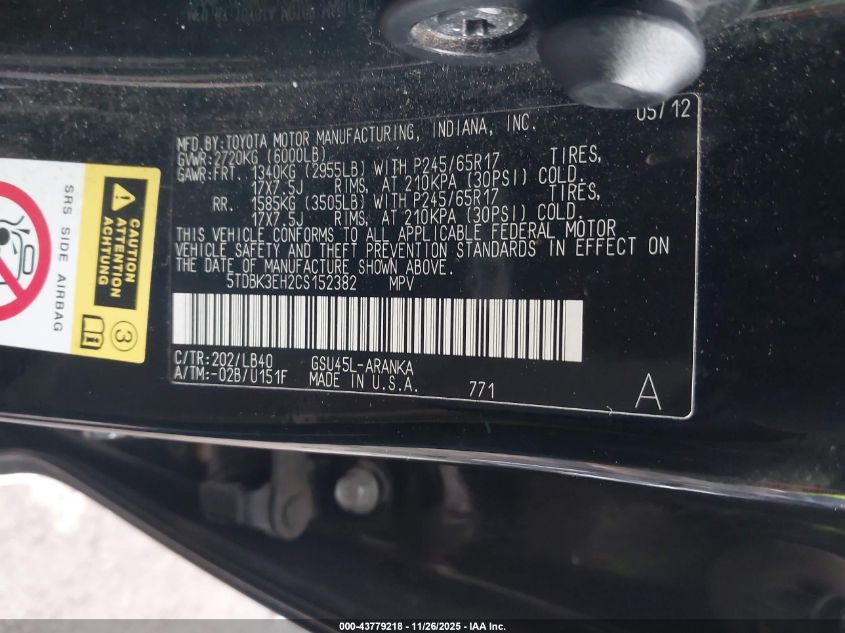 05/12
MFD.BY:TOYOTA MOTOR MANUFACTURING, INDIANA, INC.
GVWR:2720KG (6000LB)
GAWR:FRT. 1340KG (2955LB) WITH P245/65R17 TIRES,
17X7.5J RIMS, AT 210KPA (30PSI) COLD.
RR. 1585KG (3505LB) WITH P245/65R17 TIRES,
17X7.5J RIMS, AT 210KPA (30PSI) COLD.
THIS VEHICLE CONFORMS TO ALL APPLICABLE FEDERAL MOTOR
VEHICLE SAFETY AND THEFT PREVENTION STANDARDS IN EFFECT ON
THE DATE OF MANUFACTURE SHOWN ABOVE.
5TDBK3EH2CS152382 MPV
C/TR:202/LB40 GSU45L-ARANKA
A/TM:-02B/U151F MADE IN U.S.A. 771
A
CAUTION
ATTENTION
ACHTUNG
3
SRS SIDE AIRBAG
000-43779218 - 11/26/2025 - IAA Inc.